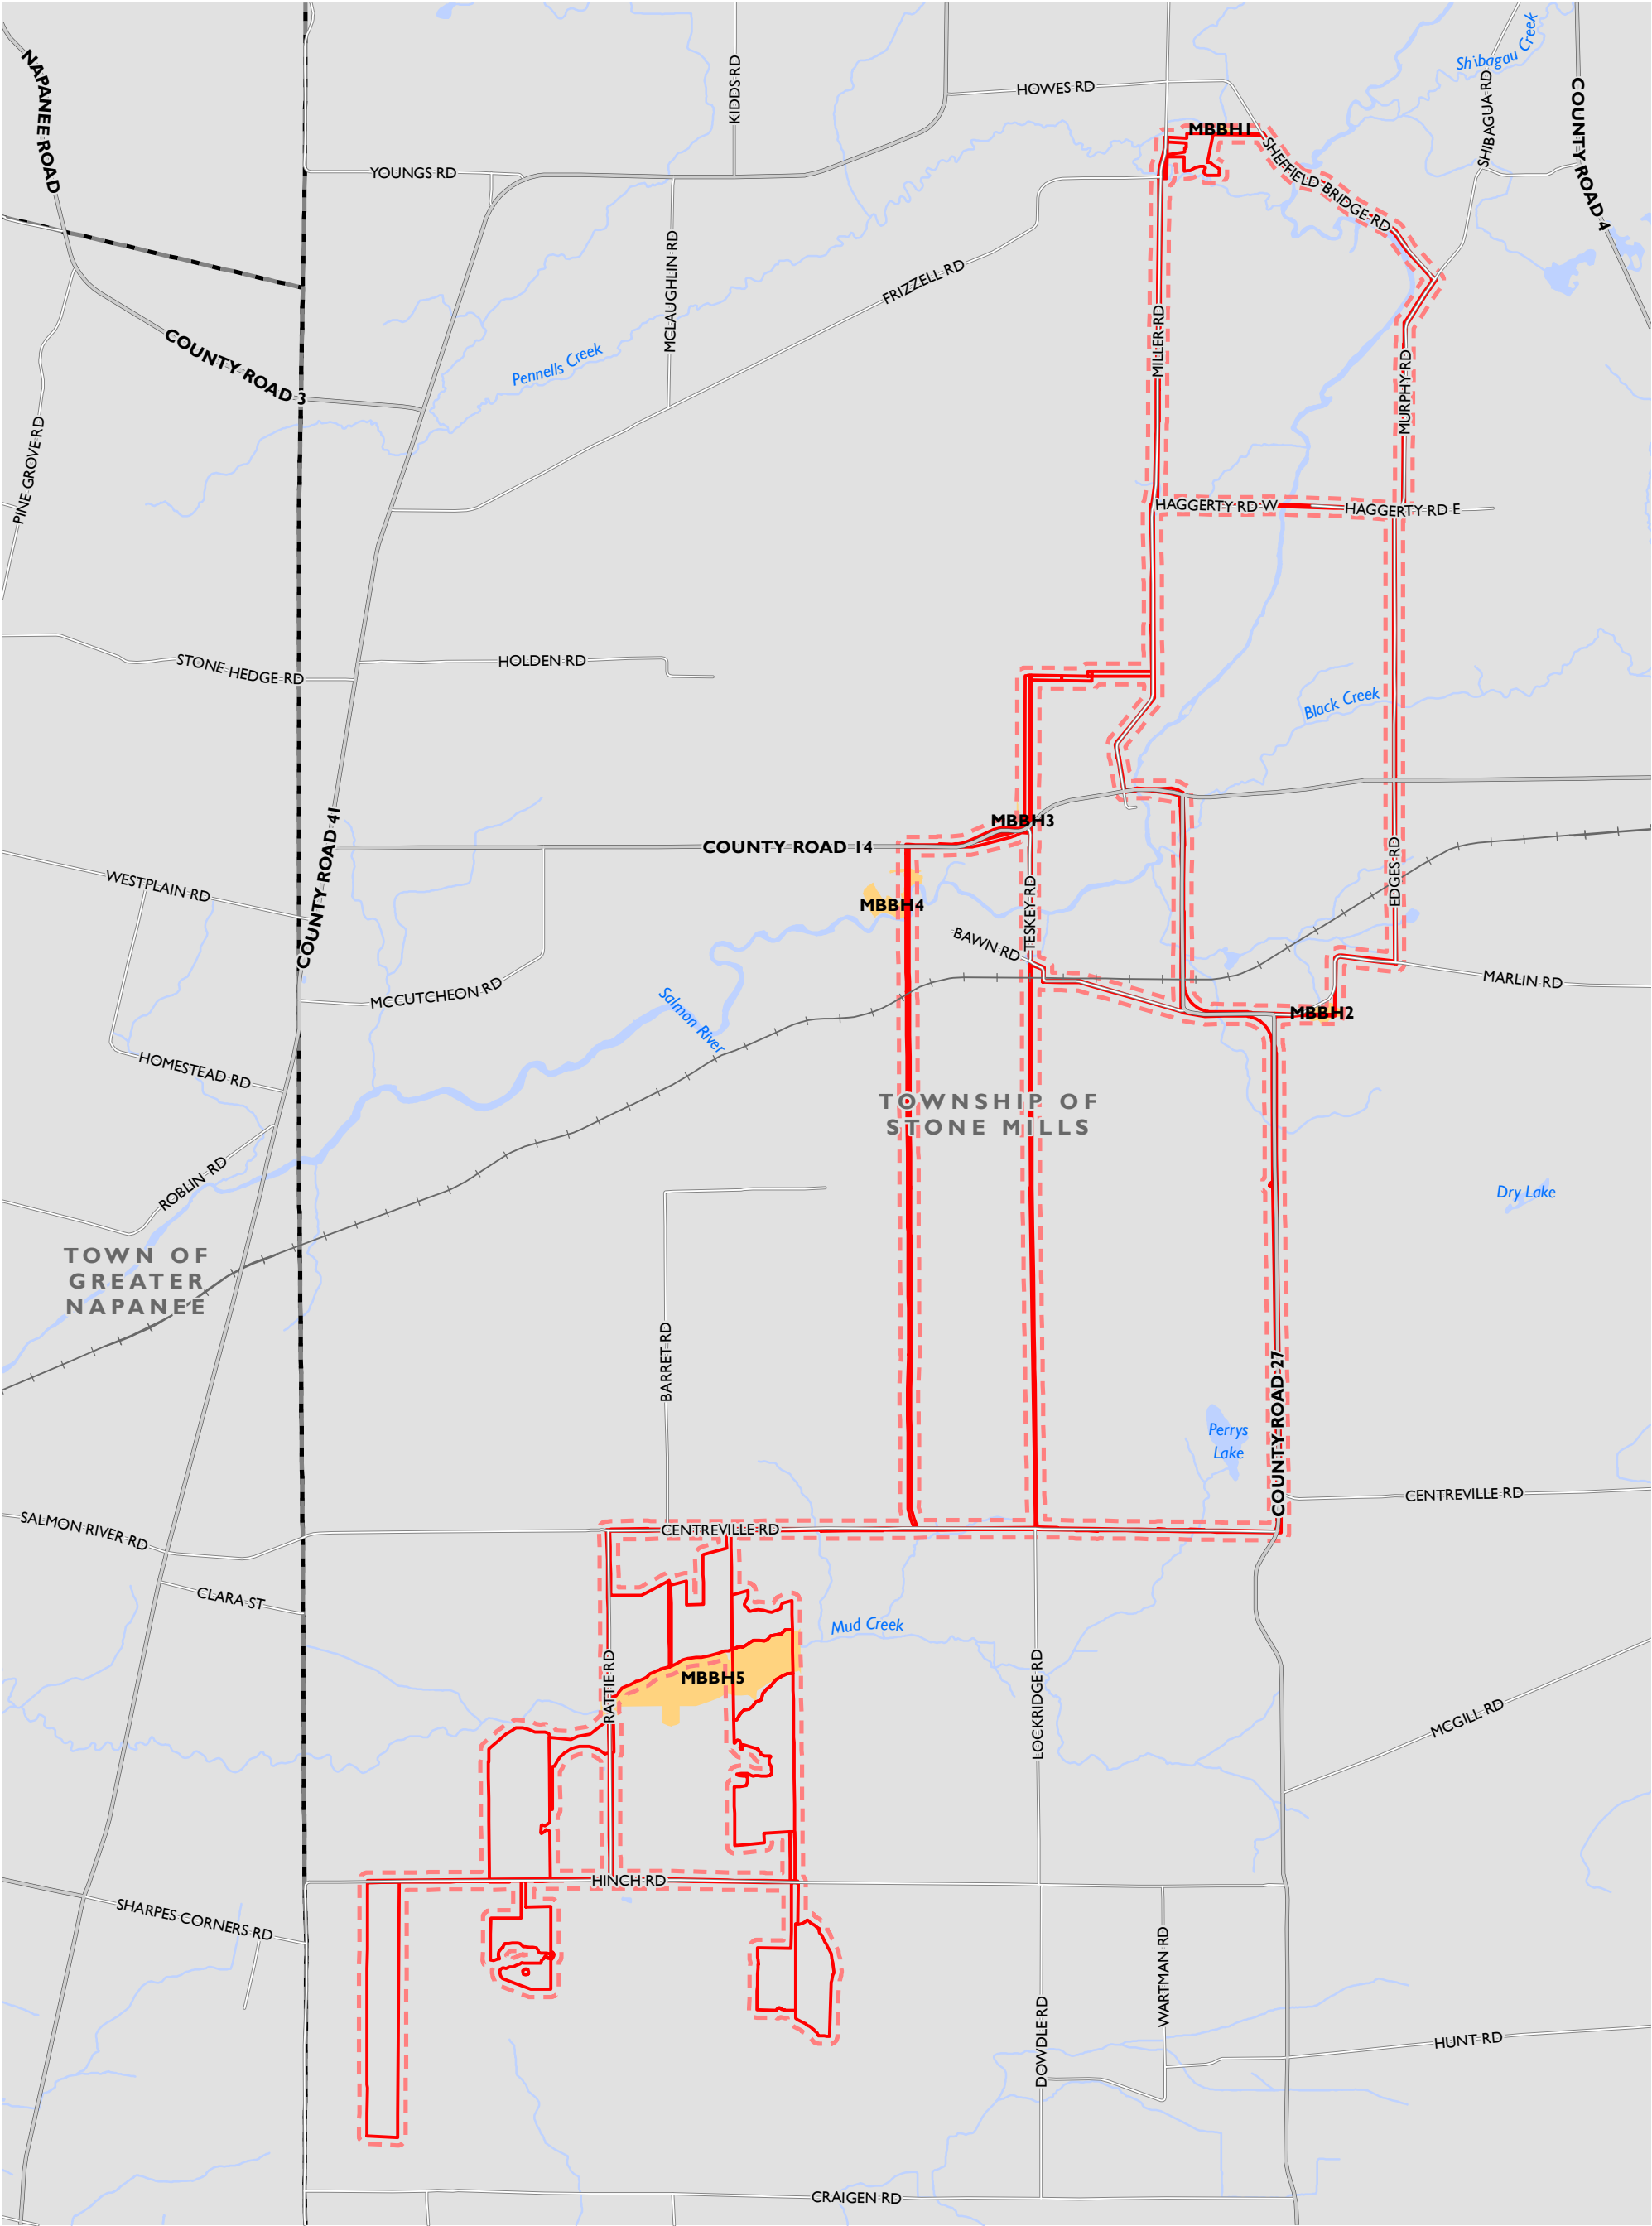 Shibagau Creek
NAPANEE ROAD
KIDDS RD
HOWES RD
SHIBAGUA RD
COUNTY ROAD 4
MBBH1
YOUNGS RD
SHEFFIELD BRIDGE RD
MCLAUGHLIN RD
FRIZZELL RD
MILLER RD
COUNTY ROAD 3
Pennells Creek
MURPHY RD
PINE GROVE RD
HAGGERTY RD W
HAGGERTY RD E
STONE HEDGE RD
HOLDEN RD
Black Creek
MBBH3
COUNTY ROAD 41
COUNTY ROAD 14
EDGES RD
WESTPLAIN RD
MBBH4
TESKEY RD
BAWN RD
MARLIN RD
MCCUTCHEON RD
MBBH2
Salmon River
HOMESTEAD RD
TOWNSHIP OF
STONE MILLS
ROBLIN RD
Dry Lake
TOWN OF
GREATER
NAPANEE
BARRET RD
COUNTY ROAD 27
Perrys
Lake
CENTREVILLE RD
SALMON RIVER RD
CENTREVILLE RD
CLARA ST
Mud Creek
RATTIE RD
MBBH5
LOCKRIDGE RD
MCGILL RD
HINCH RD
SHARPES CORNERS RD
WARTMAN RD
DOWDLE RD
HUNT RD
CRAIGEN RD